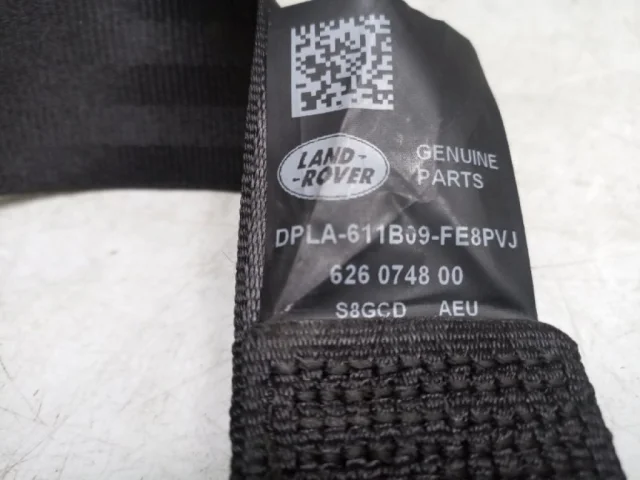 LAND-
-ROVER
GENUINE
PARTS
DPLA-611B09-FE8PVJ
626 0748 00
S8GCD AEU